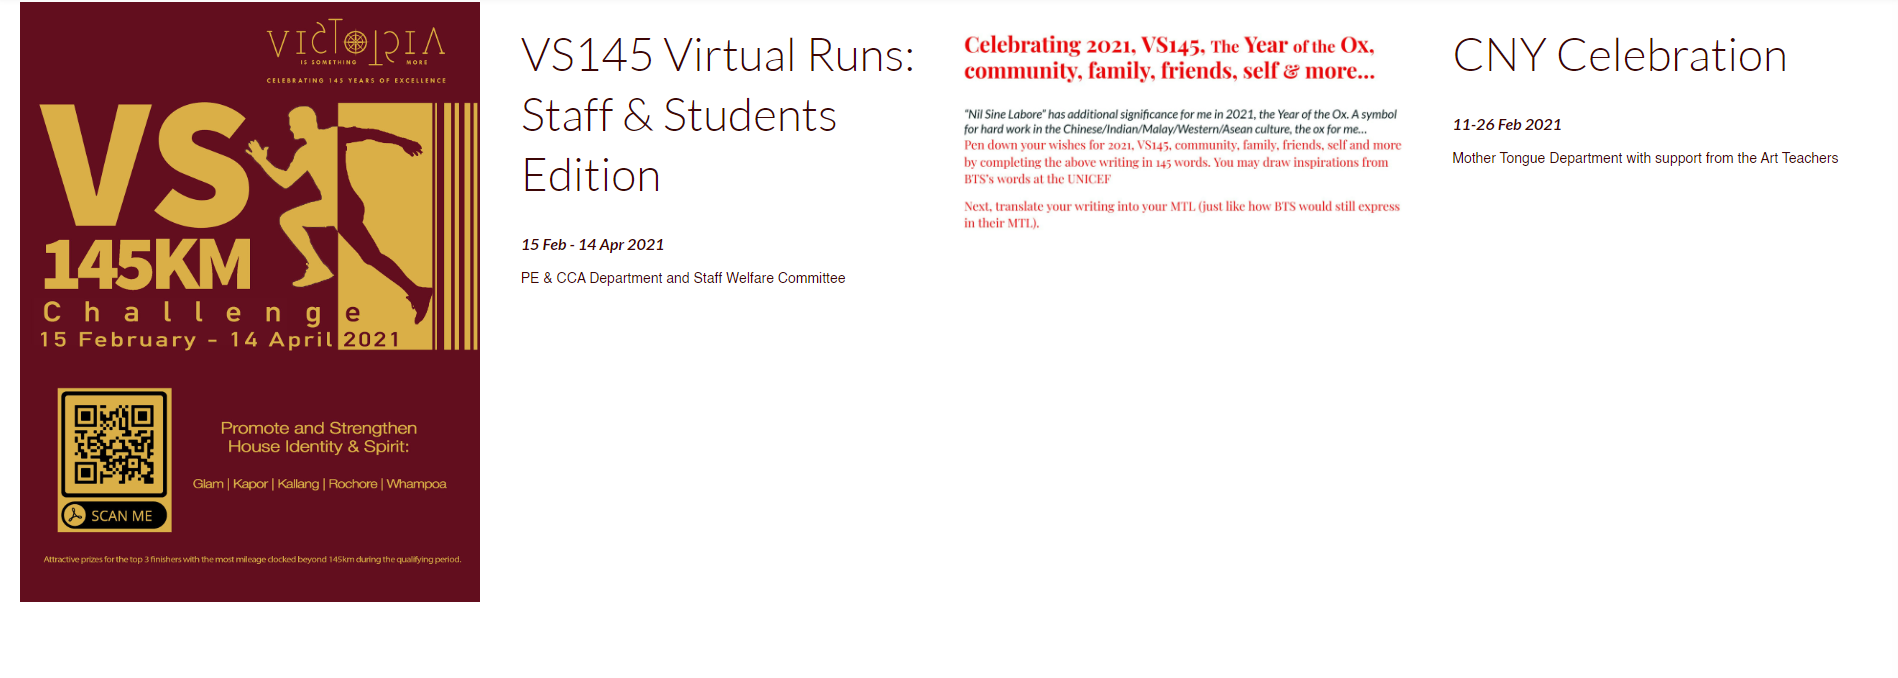 VICTORIA
IS SOMETHING MORE
CELEBRATING 145 YEARS OF EXCELLENCE
VS
145KM
Challenge
15 February - 14 April 2021
SCAN ME
Promote and Strengthen
House Identity & Spirit:
Glam | Kapor | Kallang | Rochore | Whampoa
Attractive prizes for the top 3 finishers with the most mileage clocked beyond 145km during the qualifying period.
VS145 Virtual Runs:
Staff & Students
Edition
15 Feb - 14 Apr 2021
PE & CCA Department and Staff Welfare Committee
Celebrating 2021, VS145, The Year of the Ox,
community, family, friends, self & more...
"Nil Sine Labore" has additional significance for me in 2021, the Year of the Ox. A symbol
for hard work in the Chinese/Indian/Malay/Western/Asean culture, the ox for me...
Pen down your wishes for 2021, VS145, community, family, friends, self and more
by completing the above writing in 145 words. You may draw inspirations from
BTS's words at the UNICEF
Next, translate your writing into your MTL (just like how BTS would still express
in their MTL).
CNY Celebration
11-26 Feb 2021
Mother Tongue Department with support from the Art Teachers